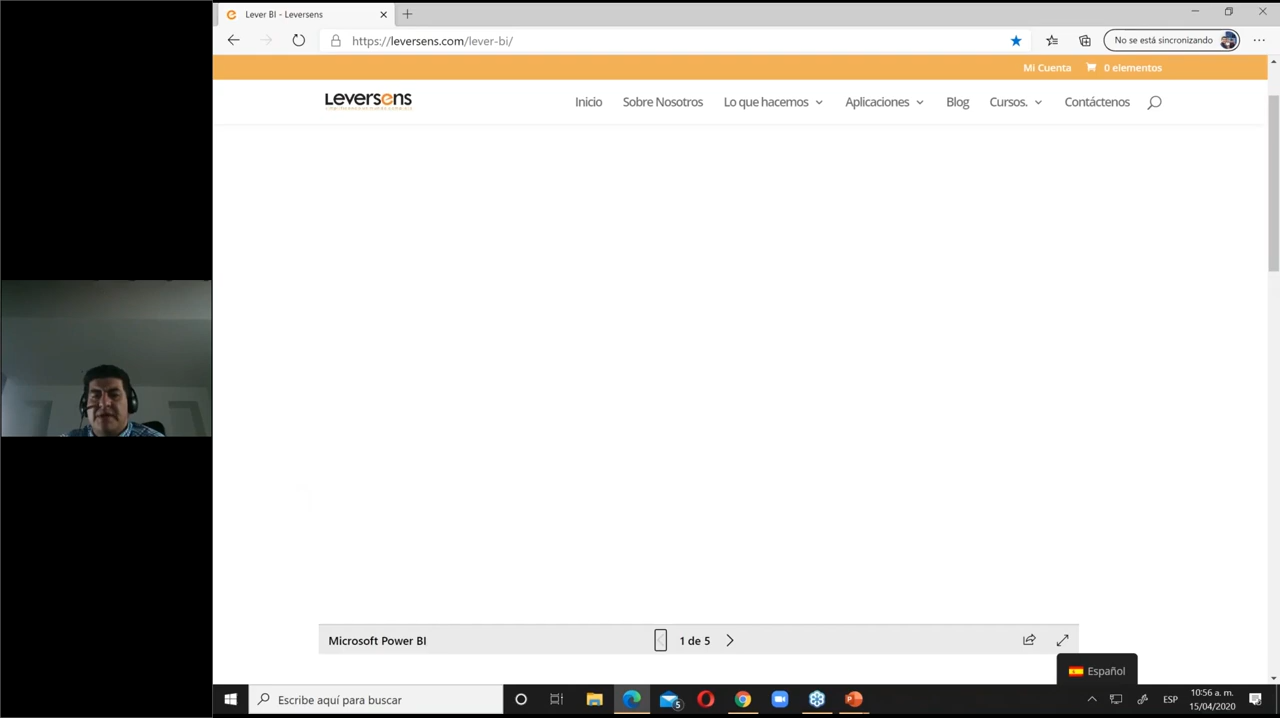 Lever BI - Leversens
https://leversens.com/lever-bi/
No se está sincronizando
Mi Cuenta
0 elementos
Leversens
Inicio
Sobre Nosotros
Lo que hacemos
Aplicaciones
Blog
Cursos.
Contáctenos
Microsoft Power BI
1 de 5
Español
Escribe aquí para buscar
5
ESP
10:56 a. m.
15/04/2020